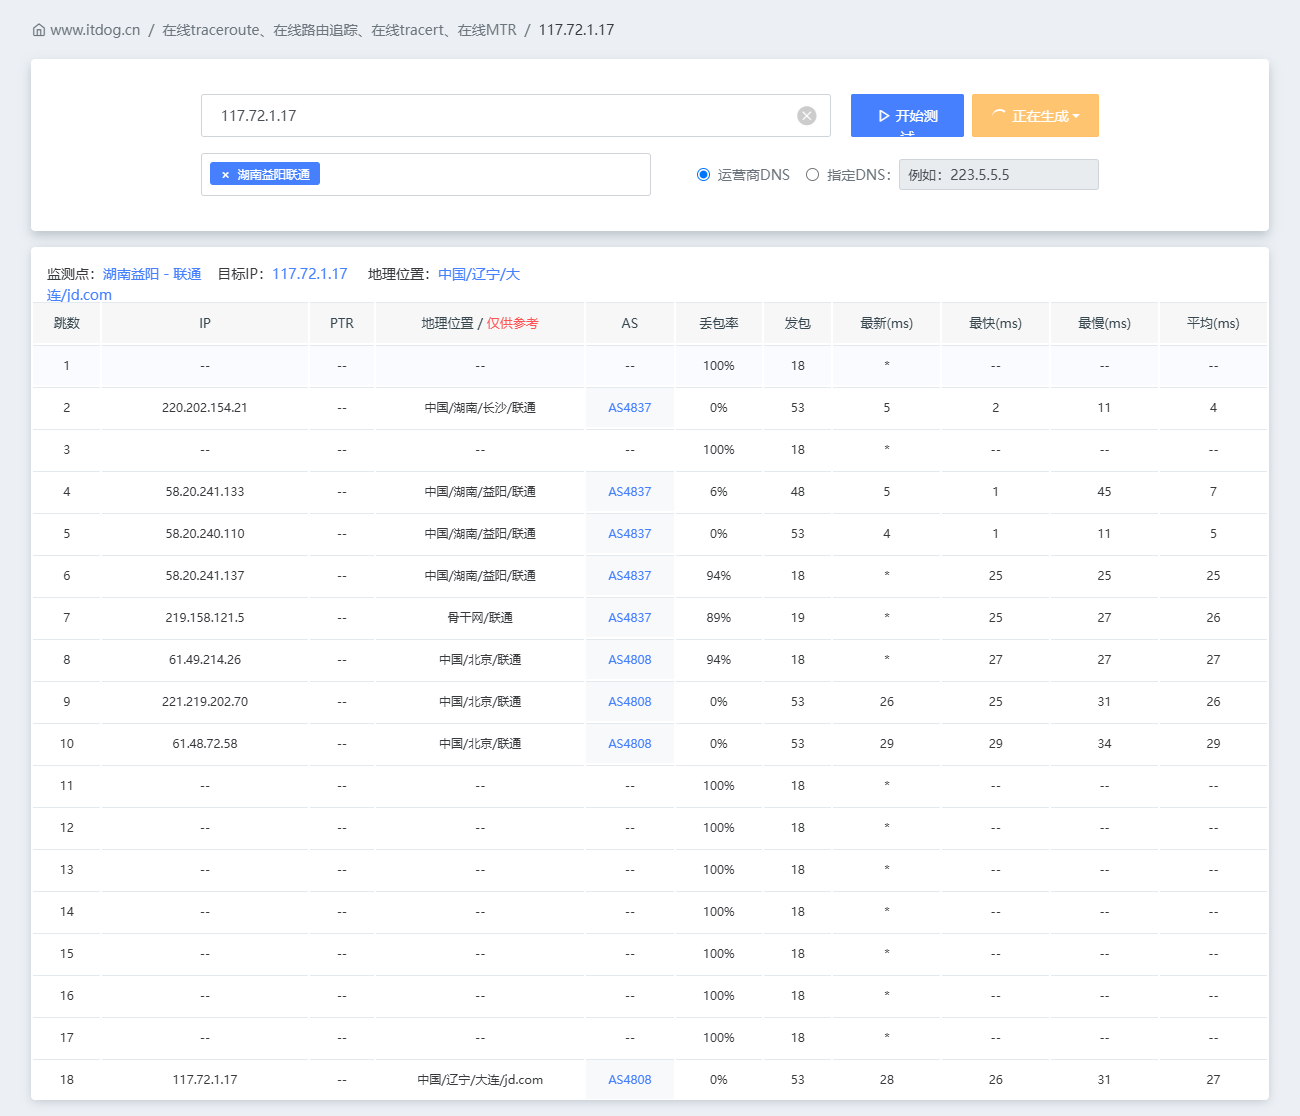 www.itdog.cn / 在线traceroute、在线路由追踪、在线tracert、在线MTR / 117.72.1.17
117.72.1.17 开始测试 正在生成
× 湖南益阳联通 运营商DNS 指定DNS: 例如：223.5.5.5
监测点：湖南益阳 - 联通 目标IP：117.72.1.17 地理位置：中国/辽宁/大
连/jd.com
跳数 IP PTR 地理位置 / 仅供参考 AS 丢包率 发包 最新(ms) 最快(ms) 最慢(ms) 平均(ms)
1 -- -- -- -- 100% 18 * -- -- --
2 220.202.154.21 -- 中国/湖南/长沙/联通 AS4837 0% 53 5 2 11 4
3 -- -- -- -- 100% 18 * -- -- --
4 58.20.241.133 -- 中国/湖南/益阳/联通 AS4837 6% 48 5 1 45 7
5 58.20.240.110 -- 中国/湖南/益阳/联通 AS4837 0% 53 4 1 11 5
6 58.20.241.137 -- 中国/湖南/益阳/联通 AS4837 94% 18 * 25 25 25
7 219.158.121.5 -- 骨干网/联通 AS4837 89% 19 * 25 27 26
8 61.49.214.26 -- 中国/北京/联通 AS4808 94% 18 * 27 27 27
9 221.219.202.70 -- 中国/北京/联通 AS4808 0% 53 26 25 31 26
10 61.48.72.58 -- 中国/北京/联通 AS4808 0% 53 29 29 34 29
11 -- -- -- -- 100% 18 * -- -- --
12 -- -- -- -- 100% 18 * -- -- --
13 -- -- -- -- 100% 18 * -- -- --
14 -- -- -- -- 100% 18 * -- -- --
15 -- -- -- -- 100% 18 * -- -- --
16 -- -- -- -- 100% 18 * -- -- --
17 -- -- -- -- 100% 18 * -- -- --
18 117.72.1.17 -- 中国/辽宁/大连/jd.com AS4808 0% 53 28 26 31 27